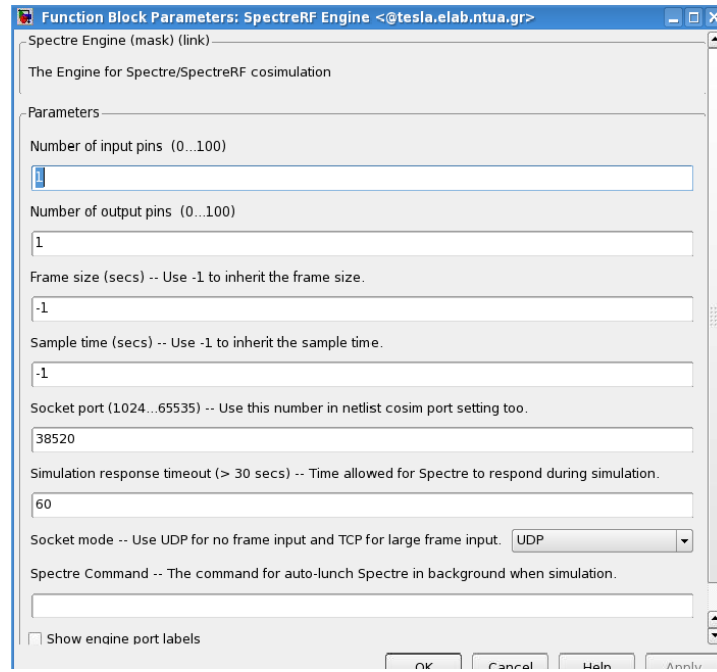 Function Block Parameters: SpectreRF Engine <@tesla.elab.ntua.gr>
Spectre Engine (mask) (link)
The Engine for Spectre/SpectreRF cosimulation
Parameters
Number of input pins (0...100)
1
Number of output pins (0...100)
1
Frame size (secs) -- Use -1 to inherit the frame size.
-1
Sample time (secs) -- Use -1 to inherit the sample time.
-1
Socket port (1024...65535) -- Use this number in netlist cosim port setting too.
38520
Simulation response timeout (> 30 secs) -- Time allowed for Spectre to respond during simulation.
60
Socket mode -- Use UDP for no frame input and TCP for large frame input. UDP
Spectre Command -- The command for auto-lunch Spectre in background when simulation.
Show engine port labels
OK Cancel Help Apply